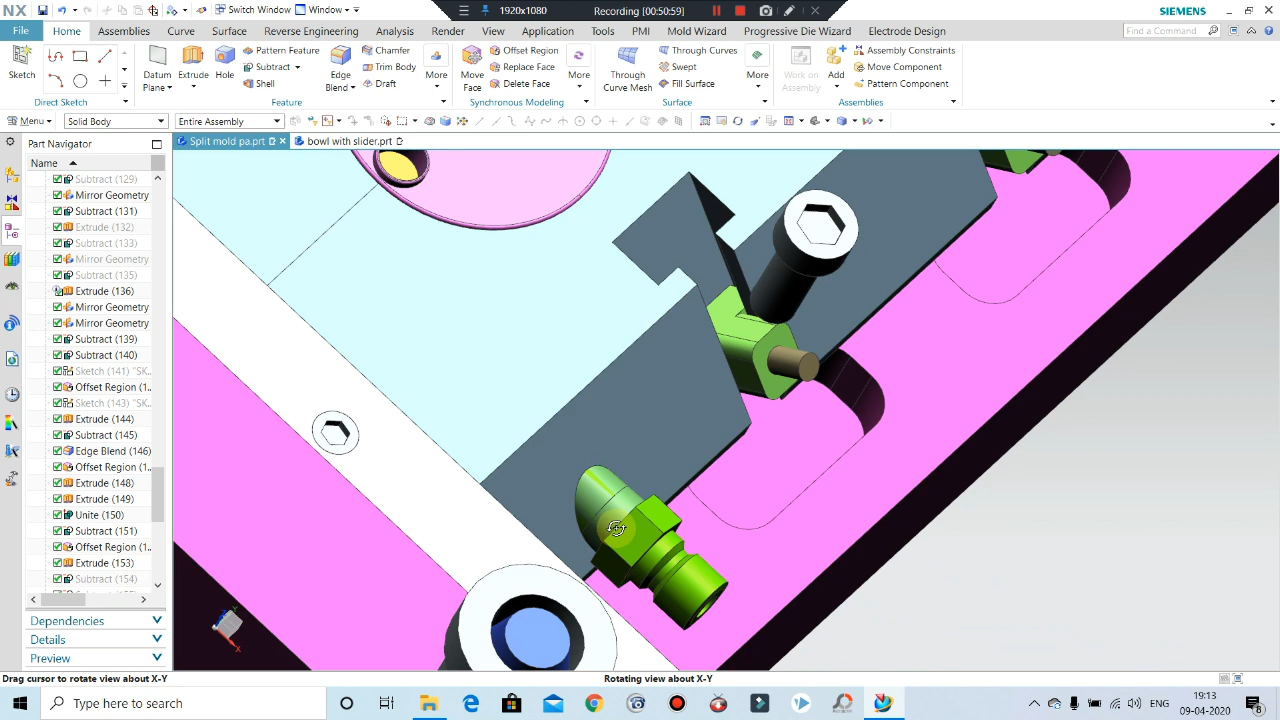 NX
Switch Window
Window
1920x1080
Recording [00:50:59]
SIEMENS
File
Home
Assemblies
Curve
Surface
Reverse Engineering
Analysis
Render
View
Application
Tools
PMI
Mold Wizard
Progressive Die Wizard
Electrode Design
Find a Command
Sketch
Direct Sketch
Datum Plane
Extrude
Hole
Pattern Feature
Subtract
Shell
Edge Blend
Chamfer
Trim Body
Draft
More
Feature
Move Face
Offset Region
Replace Face
Delete Face
More
Synchronous Modeling
Through Curve Mesh
Through Curves
Swept
Fill Surface
More
Surface
Work on Assembly
Add
Assembly Constraints
Move Component
Pattern Component
Assemblies
Menu
Solid Body
Entire Assembly
Part Navigator
Split mold pa.prt
bowl with slider.prt
Name
Subtract (129)
Mirror Geometry
Subtract (131)
Extrude (132)
Subtract (133)
Mirror Geometry
Subtract (135)
Extrude (136)
Mirror Geometry
Mirror Geometry
Subtract (139)
Subtract (140)
Sketch (141) "SK...
Offset Region (1...
Sketch (143) "SK...
Extrude (144)
Subtract (145)
Edge Blend (146)
Offset Region (1...
Extrude (148)
Extrude (149)
Unite (150)
Subtract (151)
Offset Region (1...
Extrude (153)
Subtract (154)
Dependencies
Details
Preview
Drag cursor to rotate view about X-Y
Rotating view about X-Y
Type here to search
ENG
19:13
09-04-2020